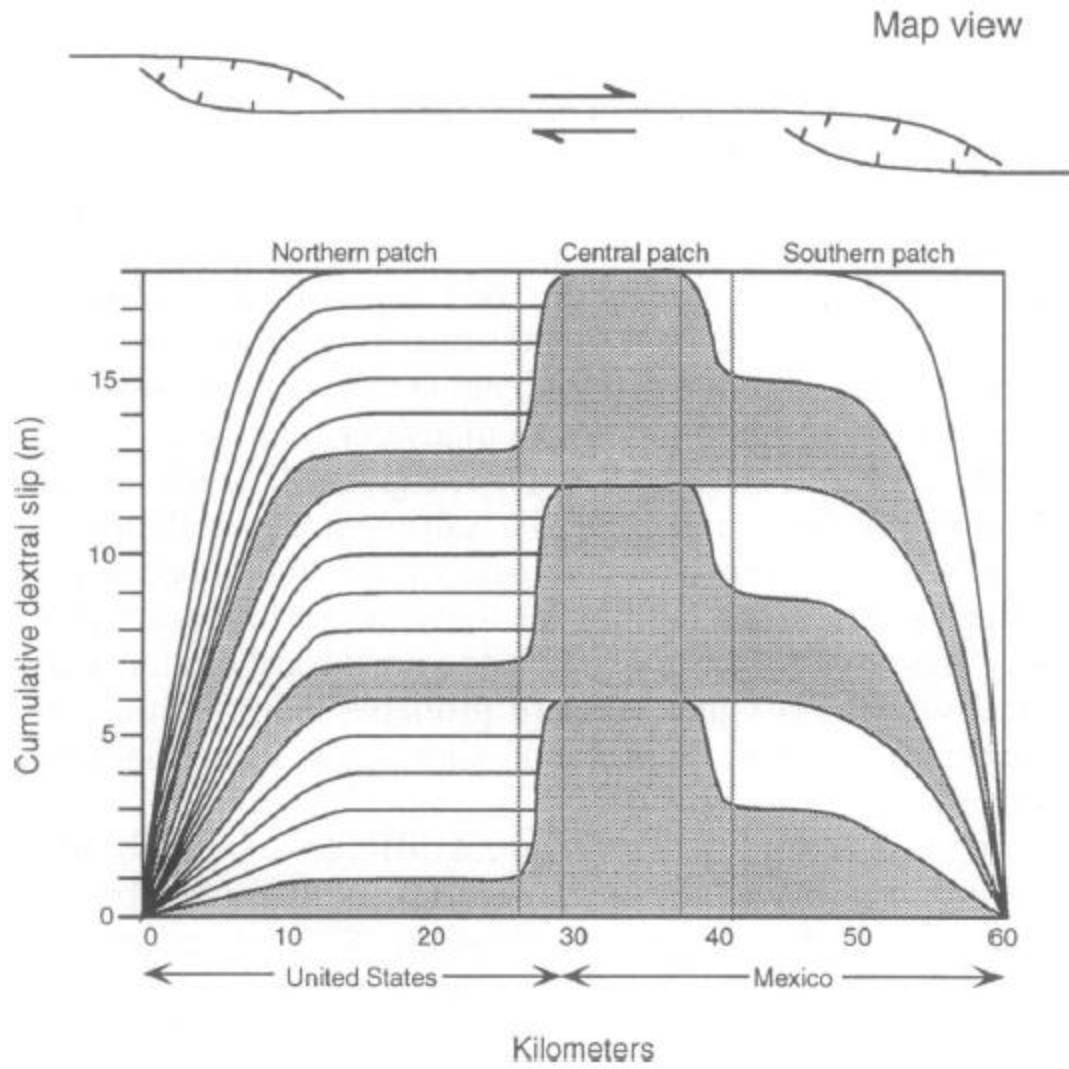 Map view
Northern patch Central patch Southern patch
Cumulative dextral slip (m)
15
10
5
0
0 10 20 30 40 50 60
United States Mexico
Kilometers